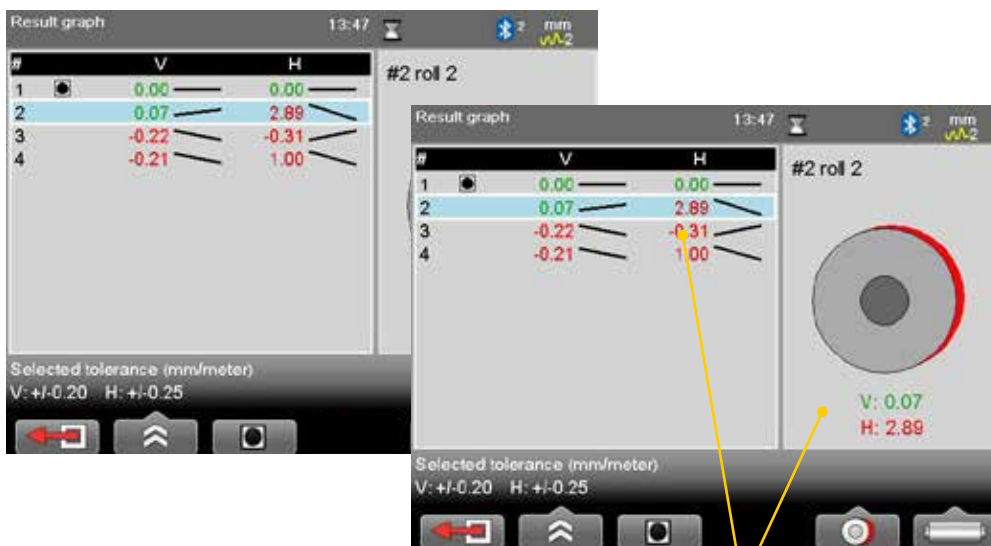 Result graph 13:47 2 mm
2
# V H
1 0.00 0.00
2 0.07 2.89
3 -0.22 -0.31
4 -0.21 1.00
#2 roll 2
Selected tolerance (mm/meter)
V: +/-0.20 H: +/-0.25
Result graph 13:47 2 mm
2
# V H
1 0.00 0.00
2 0.07 2.89
3 -0.22 -0.31
4 -0.21 1.00
#2 roll 2
V: 0.07
H: 2.89
Selected tolerance (mm/meter)
V: +/-0.20 H: +/-0.25